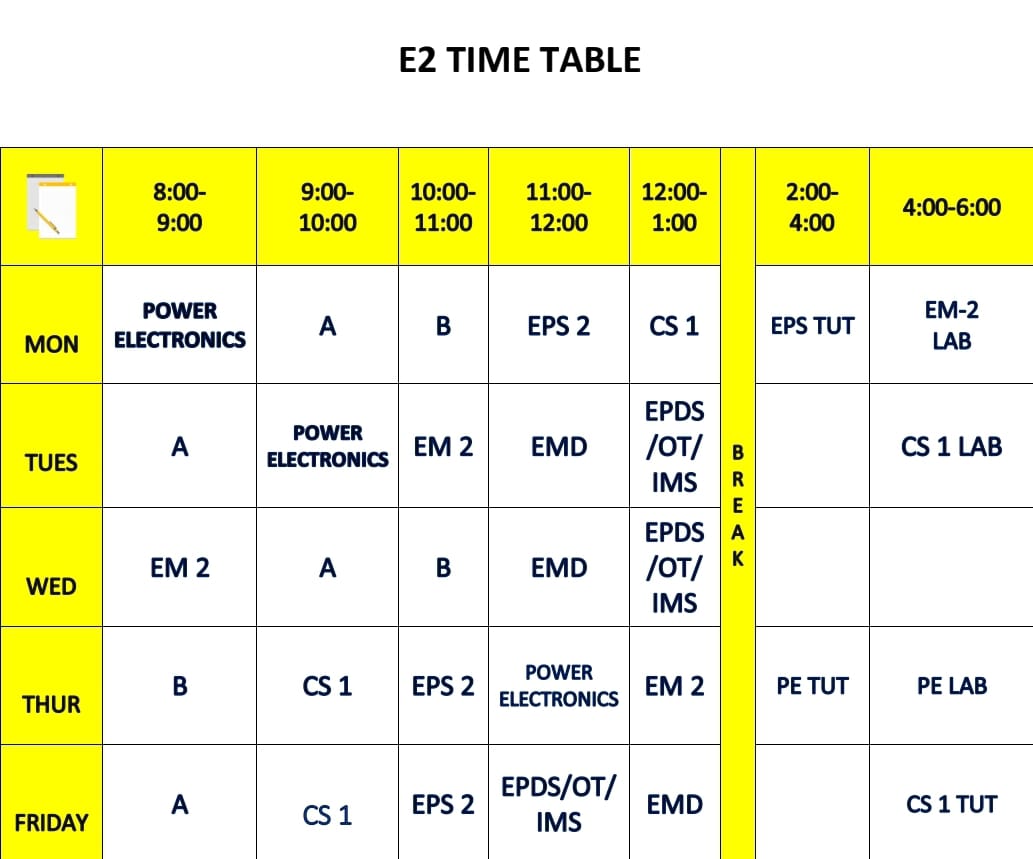 E2 TIME TABLE
8:00-
9:00
9:00-
10:00
10:00-
11:00
11:00-
12:00
12:00-
1:00
2:00-
4:00
4:00-6:00
MON
POWER
ELECTRONICS
A
B
EPS 2
CS 1
EPS TUT
EM-2
LAB
TUES
A
POWER
ELECTRONICS
EM 2
EMD
EPDS
/OT/
IMS
CS 1 LAB
B
R
E
A
K
WED
EM 2
A
B
EMD
EPDS
/OT/
IMS
THUR
B
CS 1
EPS 2
POWER
ELECTRONICS
EM 2
PE TUT
PE LAB
FRIDAY
A
CS 1
EPS 2
EPDS/OT/
IMS
EMD
CS 1 TUT